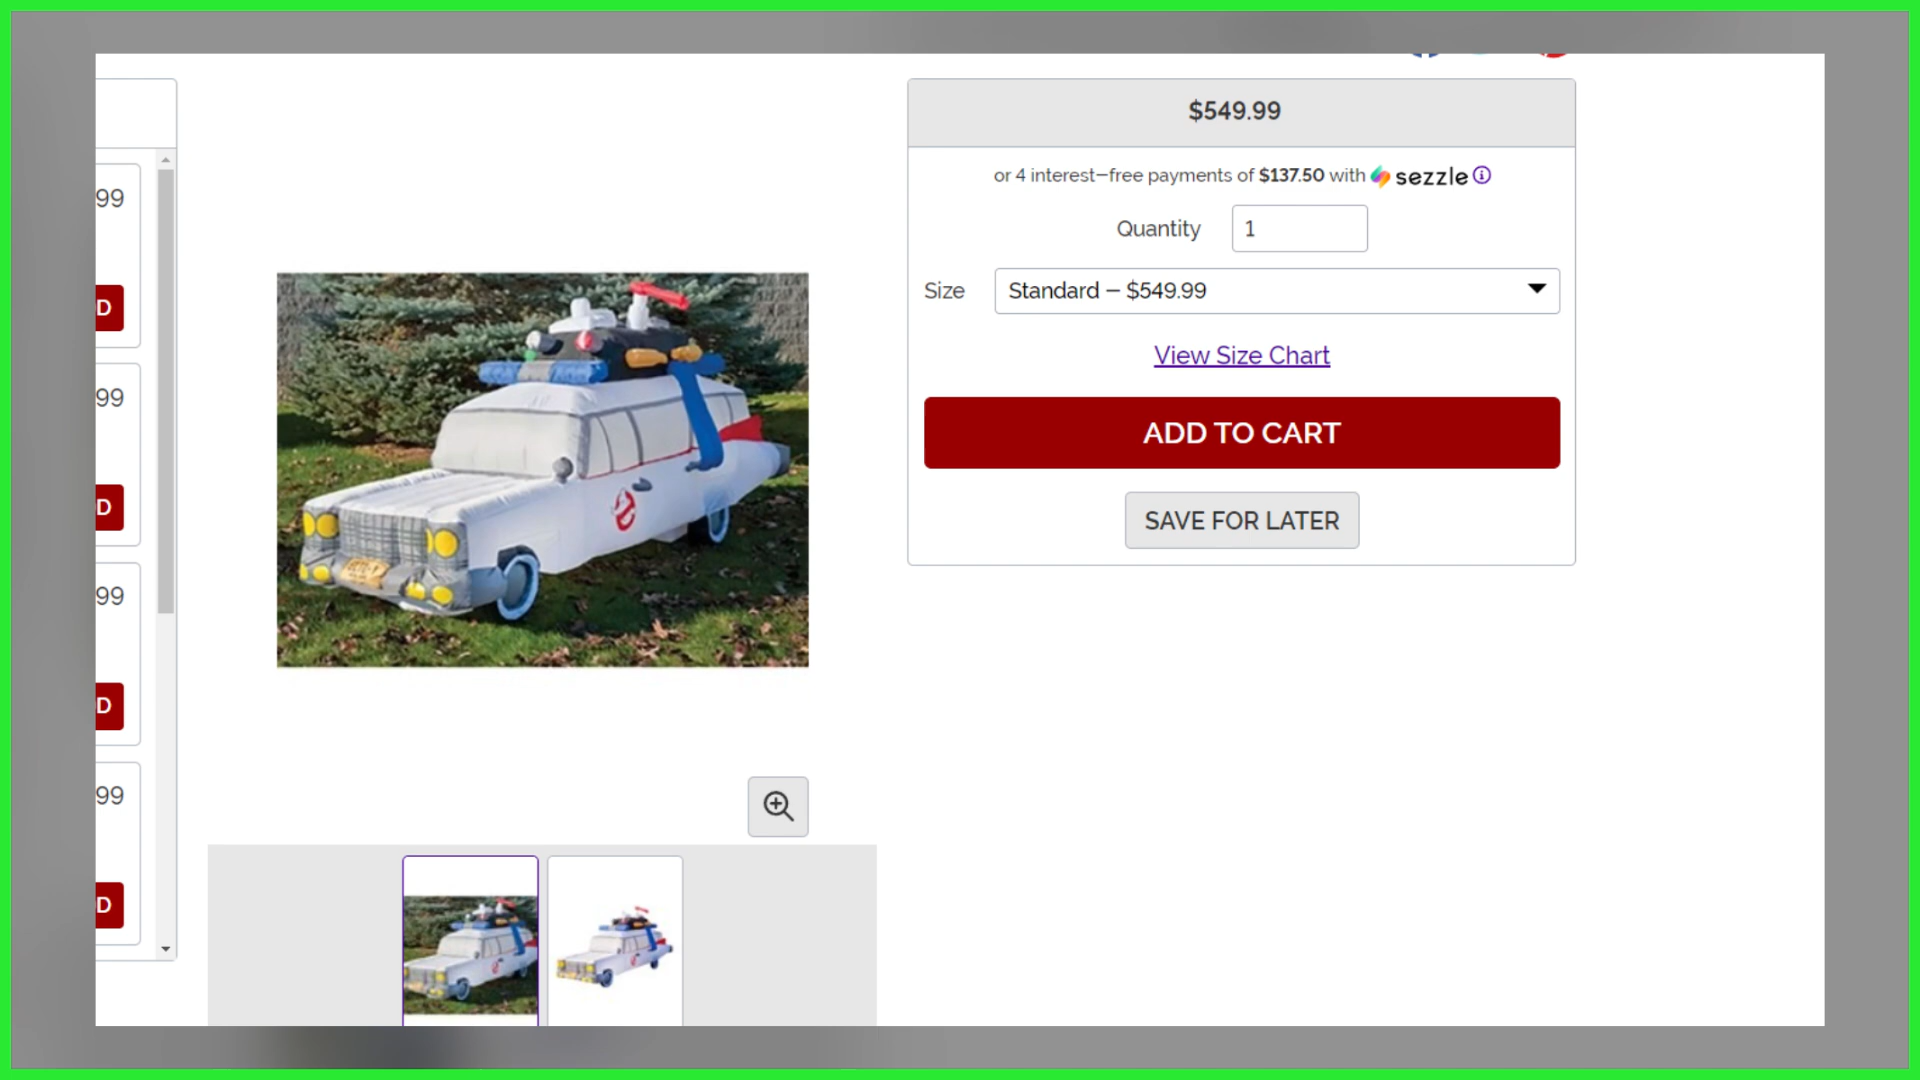 $549.99
or 4 interest–free payments of $137.50 with sezzle
Quantity 1
Size Standard – $549.99
View Size Chart
ADD TO CART
SAVE FOR LATER
99
D
99
D
99
D
99
D